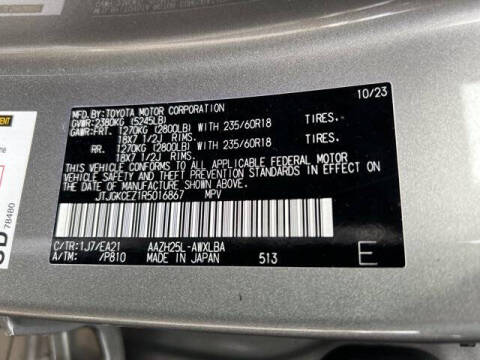 MFD.BY:TOYOTA MOTOR CORPORATION 10/23
GVWR:2380KG (5245LB)
GAWR:FRT. 1270KG (2800LB) WITH 235/60R18 TIRES.
18X7 1/2J RIMS.
RR. 1270KG (2800LB) WITH 235/60R18 TIRES.
18X7 1/2J RIMS.
THIS VEHICLE CONFORMS TO ALL APPLICABLE FEDERAL MOTOR
VEHICLE SAFETY AND THEFT PREVENTION STANDARDS IN EFFECT
ON THE DATE OF MANUFACTURE SHOWN ABOVE.
JTJGKCEZ1R5016867 MPV
C/TR:1J7/EA21 AAZH25L-AWXLBA
A/TM: /P810 MADE IN JAPAN 513 E
78480